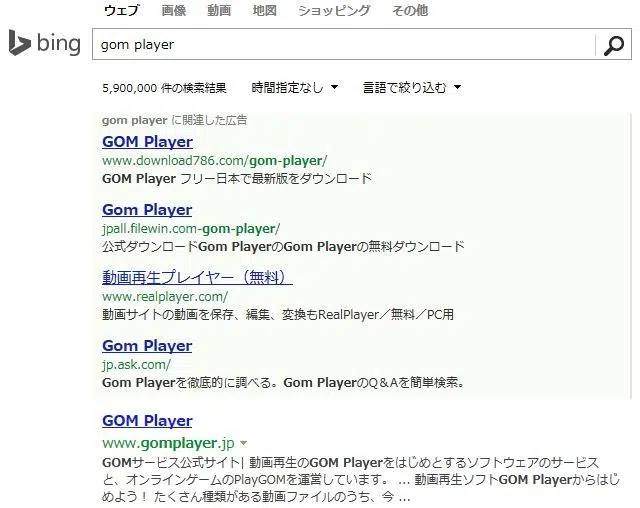 ウェブ 画像 動画 地図 ショッピング その他
bing gom player
5,900,000 件の検索結果 時間指定なし 言語で絞り込む
gom player に関連した広告
GOM Player
www.download786.com/gom-player/
GOM Player フリー日本で最新版をダウンロード
Gom Player
jpall.filewin.com-gom-player/
公式ダウンロードGom PlayerのGom Playerの無料ダウンロード
動画再生プレイヤー（無料）
www.realplayer.com/
動画サイトの動画を保存、編集、変換もRealPlayer／無料／PC用
Gom Player
jp.ask.com/
Gom Playerを徹底的に調べる。Gom PlayerのQ＆Aを簡単検索。
GOM Player
www.gomplayer.jp
GOMサービス公式サイト| 動画再生のGOM Playerをはじめとするソフトウェアのサービス
と、オンラインゲームのPlayGOMを運営しています。 ... 動画再生ソフトGOM Playerからはじ
めよう！ たくさん種類がある動画ファイルのうち、今 ...